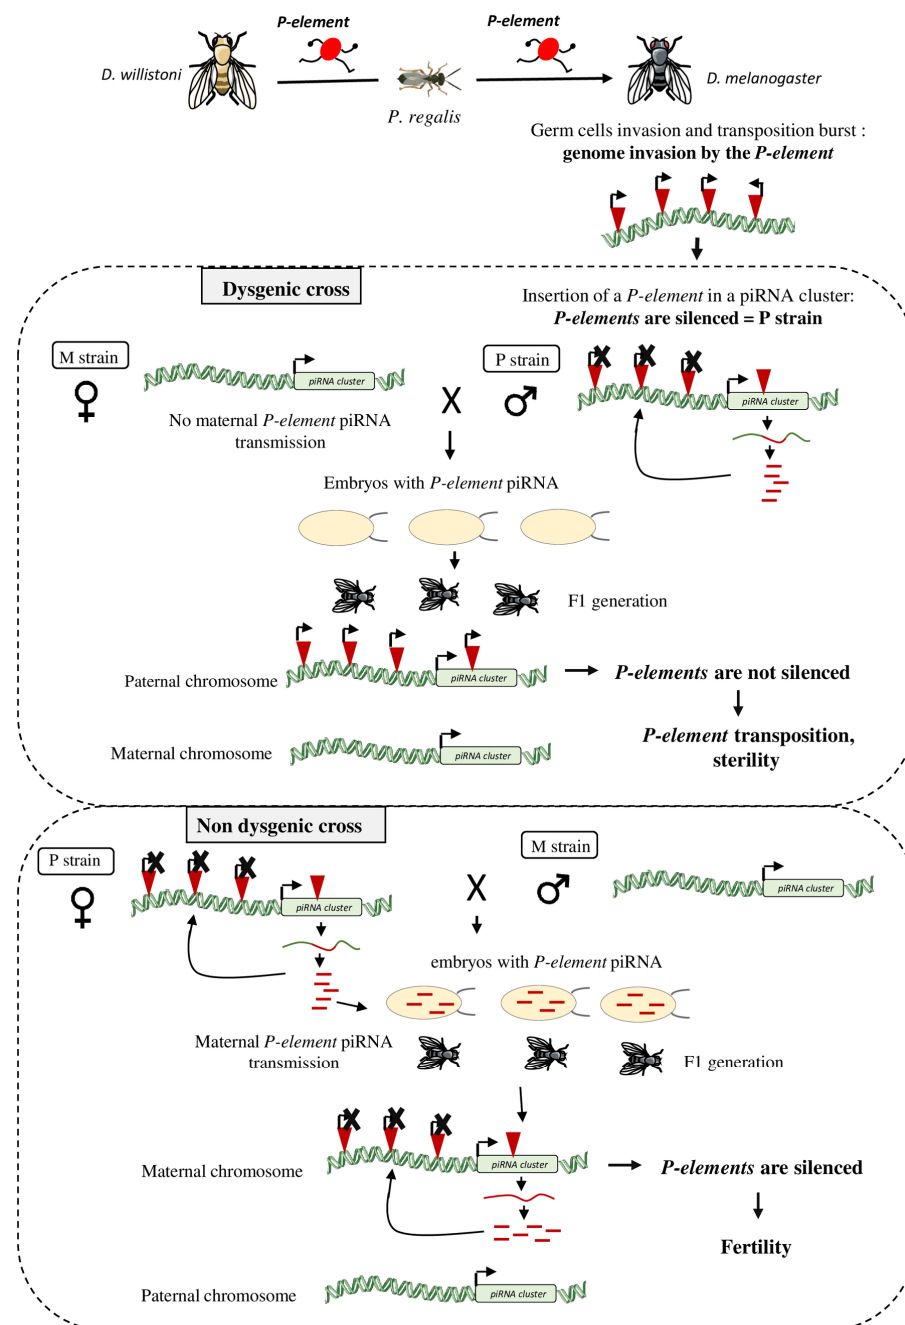 P-element
P-element
D. willistoni
D. melanogaster
P. regalis
Germ cells invasion and transposition burst :
genome invasion by the P-element
Dysgenic cross
Insertion of a P-element in a piRNA cluster:
P-elements are silenced = P strain
M strain
P strain
piRNA cluster
X
piRNA cluster
No maternal P-element piRNA
transmission
Embryos with P-element piRNA
F1 generation
Paternal chromosome
piRNA cluster
P-elements are not silenced
P-element transposition,
sterility
Maternal chromosome
piRNA cluster
Non dysgenic cross
P strain
M strain
piRNA cluster
X
piRNA cluster
embryos with P-element piRNA
Maternal P-element piRNA
transmission
F1 generation
Maternal chromosome
piRNA cluster
P-elements are silenced
Fertility
Paternal chromosome
piRNA cluster